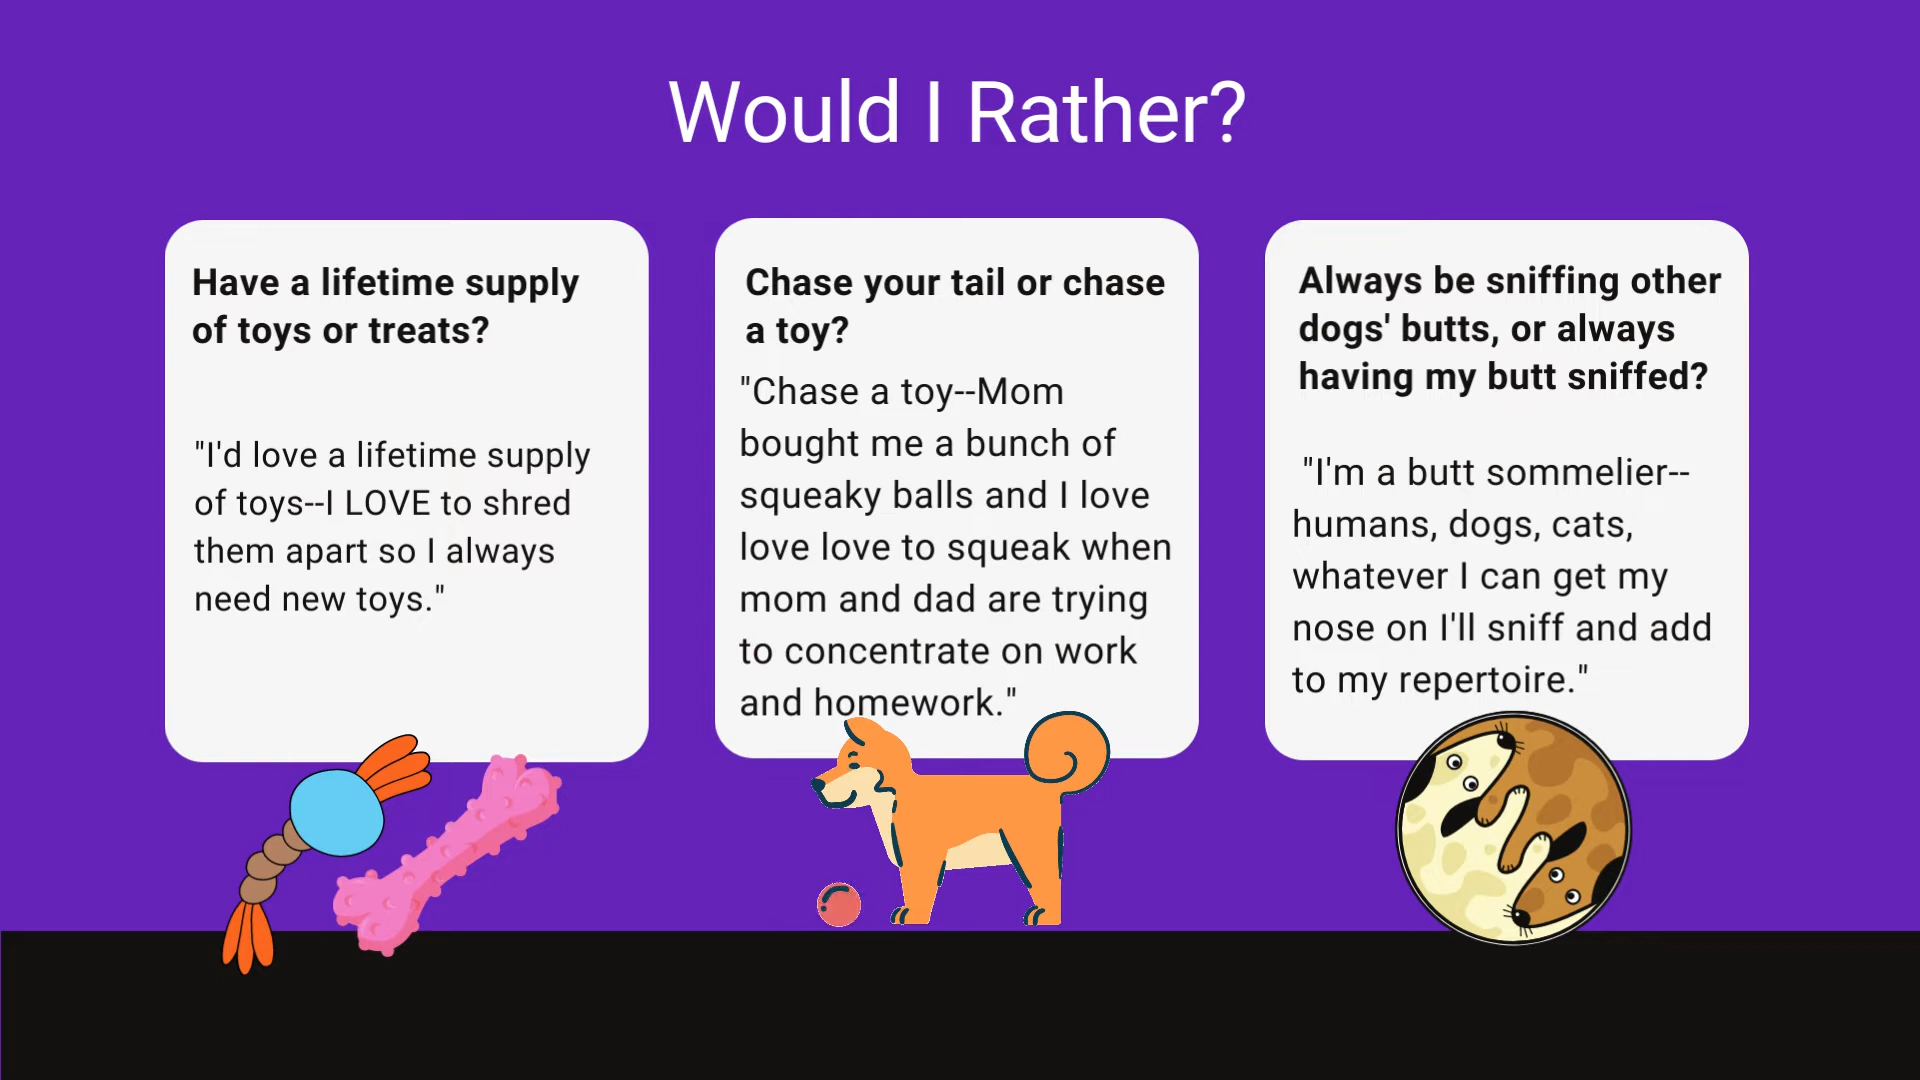 Would I Rather?
Have a lifetime supply
of toys or treats?
"I'd love a lifetime supply
of toys--I LOVE to shred
them apart so I always
need new toys."
Chase your tail or chase
a toy?
"Chase a toy--Mom
bought me a bunch of
squeaky balls and I love
love love to squeak when
mom and dad are trying
to concentrate on work
and homework."
Always be sniffing other
dogs' butts, or always
having my butt sniffed?
"I'm a butt sommelier--
humans, dogs, cats,
whatever I can get my
nose on I'll sniff and add
to my repertoire."